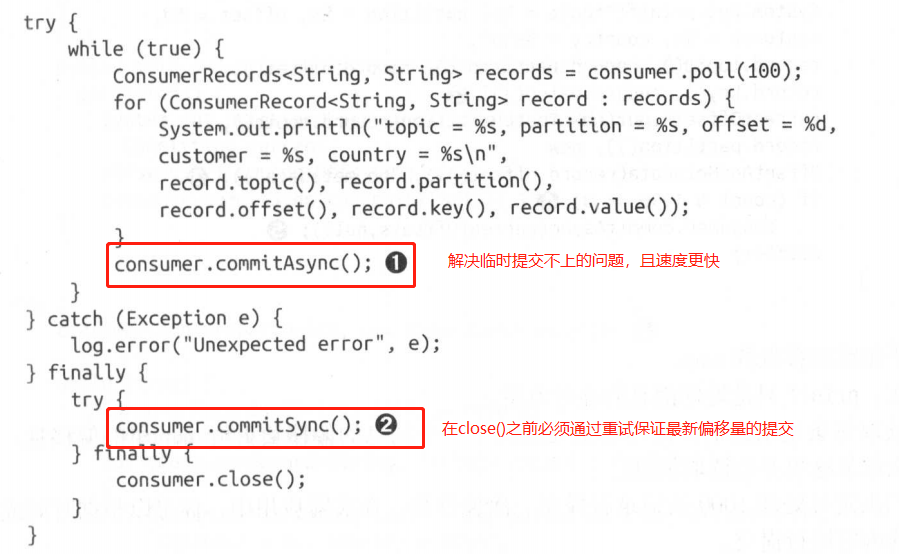 try {
while (true) {
ConsumerRecords<String, String> records = consumer.poll(100);
for (ConsumerRecord<String, String> record : records) {
System.out.println("topic = %s, partition = %s, offset = %d,
customer = %s, country = %s\n",
record.topic(), record.partition(),
record.offset(), record.key(), record.value());
}
consumer.commitAsync(); ❶ 解决临时提交不上的问题，且速度更快
}
} catch (Exception e) {
log.error("Unexpected error", e);
} finally {
try {
consumer.commitSync(); ❷ 在close()之前必须通过重试保证最新偏移量的提交
} finally {
consumer.close();
}
}